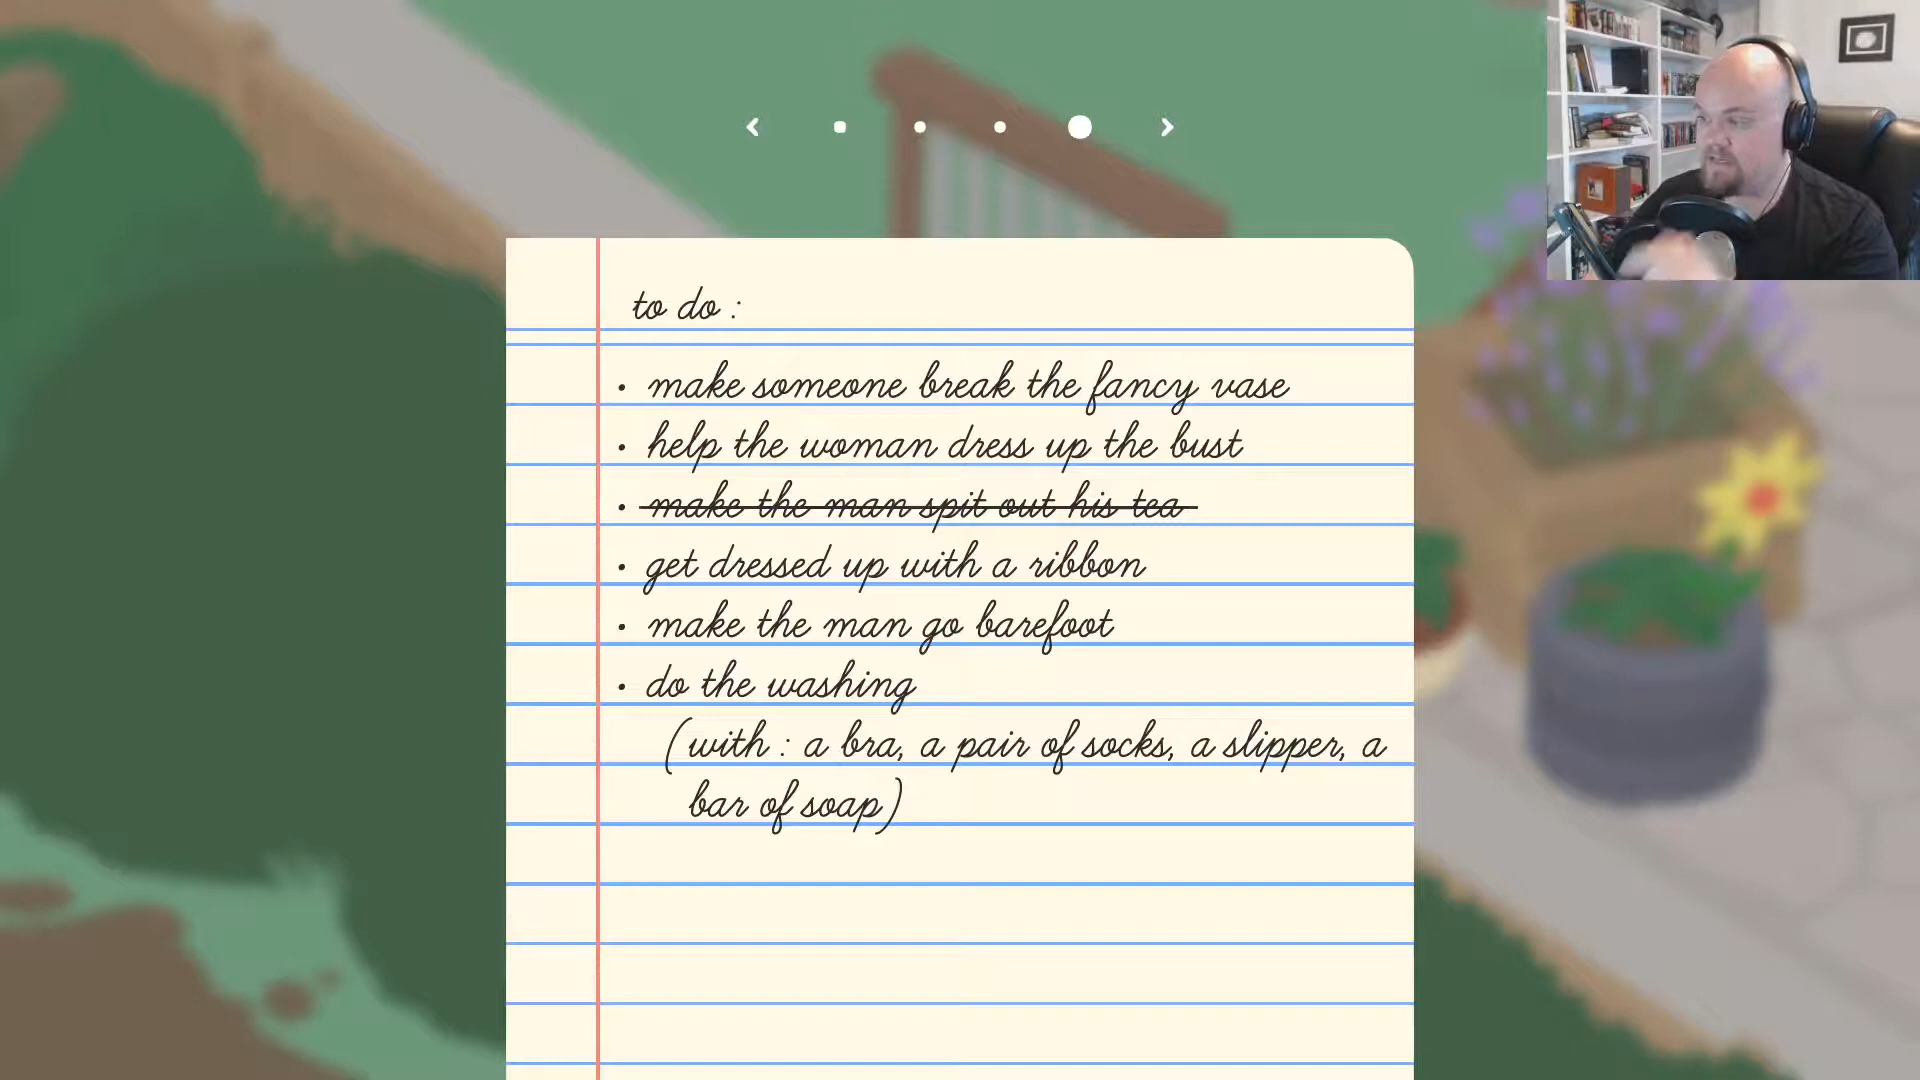 to do :
• make someone break the fancy vase
• help the woman dress up the bust
• make the man spit out his tea
• get dressed up with a ribbon
• make the man go barefoot
• do the washing
(with : a bra, a pair of socks, a slipper, a
bar of soap)